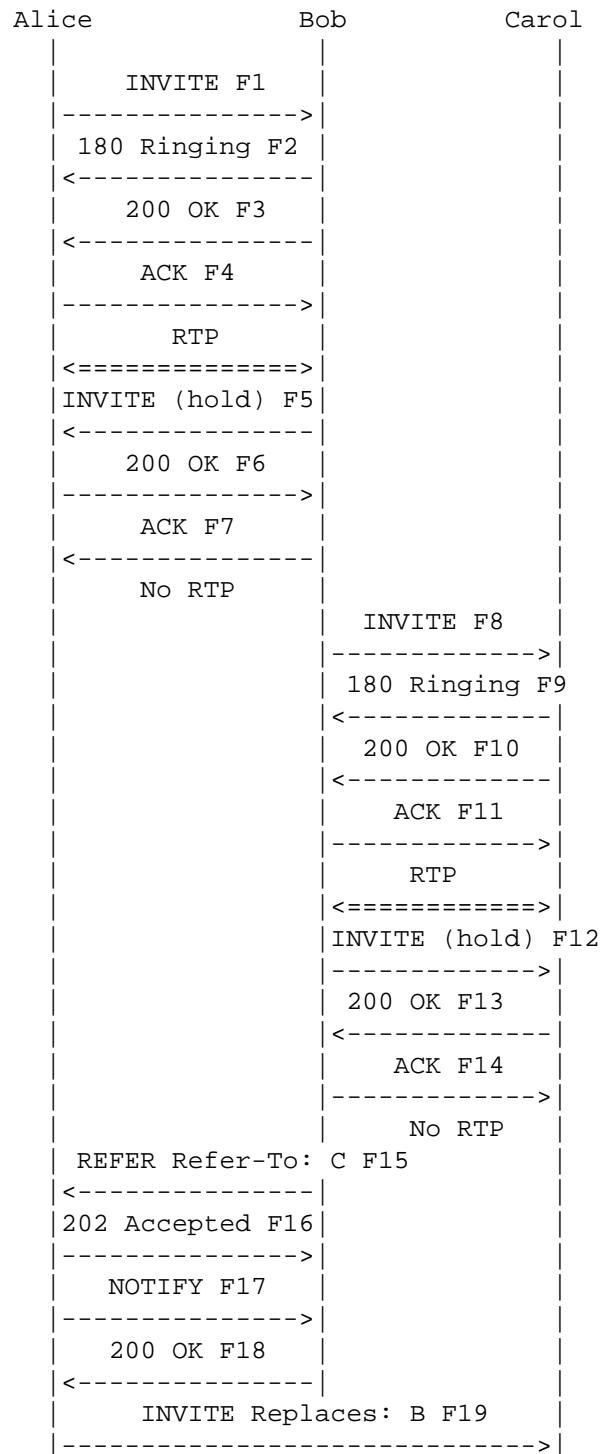 Alice Bob Carol
INVITE F1
180 Ringing F2
200 OK F3
ACK F4
RTP
INVITE (hold) F5
200 OK F6
ACK F7
No RTP
INVITE F8
180 Ringing F9
200 OK F10
ACK F11
RTP
INVITE (hold) F12
200 OK F13
ACK F14
No RTP
REFER Refer-To: C F15
202 Accepted F16
NOTIFY F17
200 OK F18
INVITE Replaces: B F19